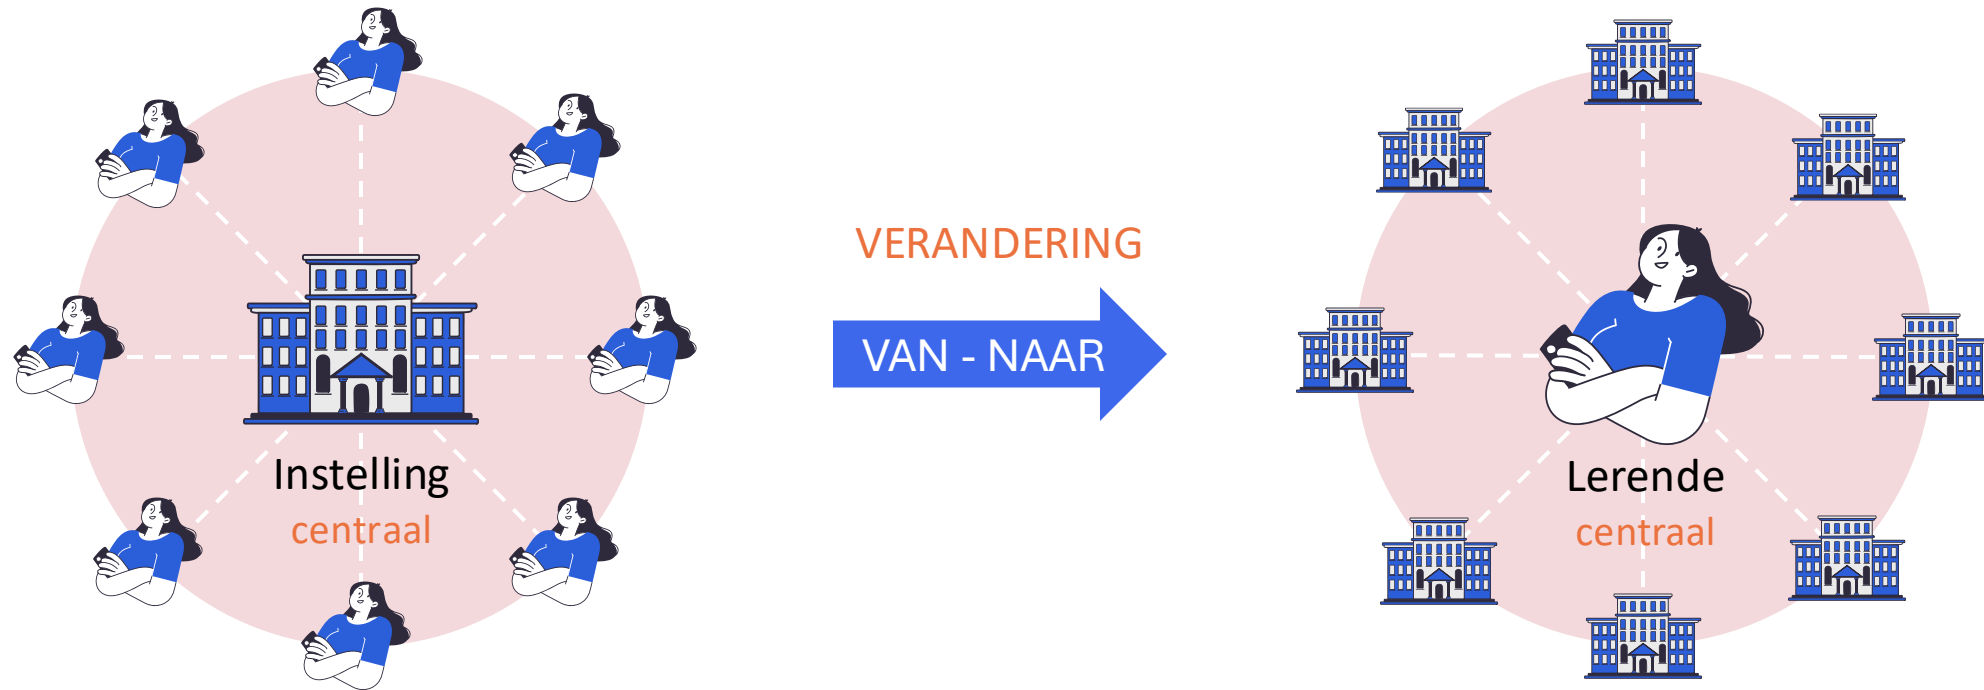 Instelling
centraal
VERANDERING
VAN - NAAR
Lerende
centraal